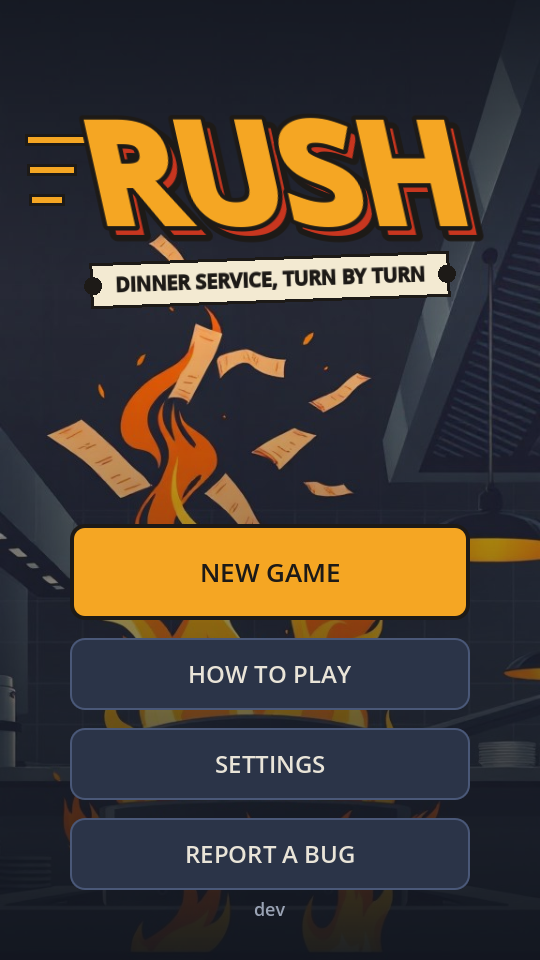 RUSH
DINNER SERVICE, TURN BY TURN
NEW GAME
HOW TO PLAY
SETTINGS
REPORT A BUG
dev